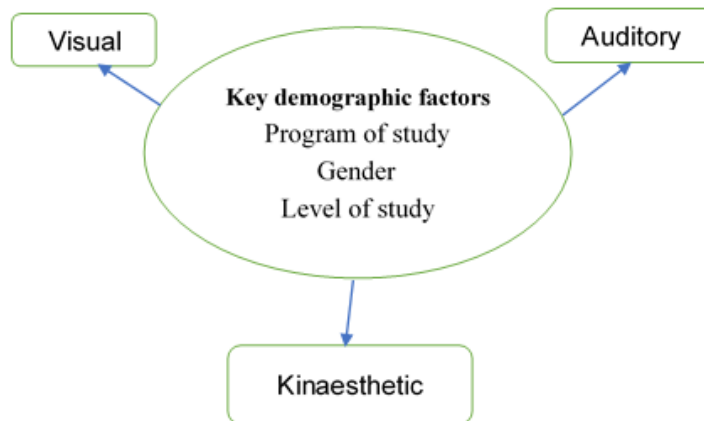 Visual
Auditory
Key demographic factors
Program of study
Gender
Level of study
Kinaesthetic